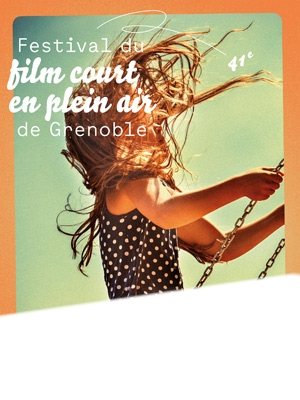 Festival du
film court
en plein air
de Grenoble
41e